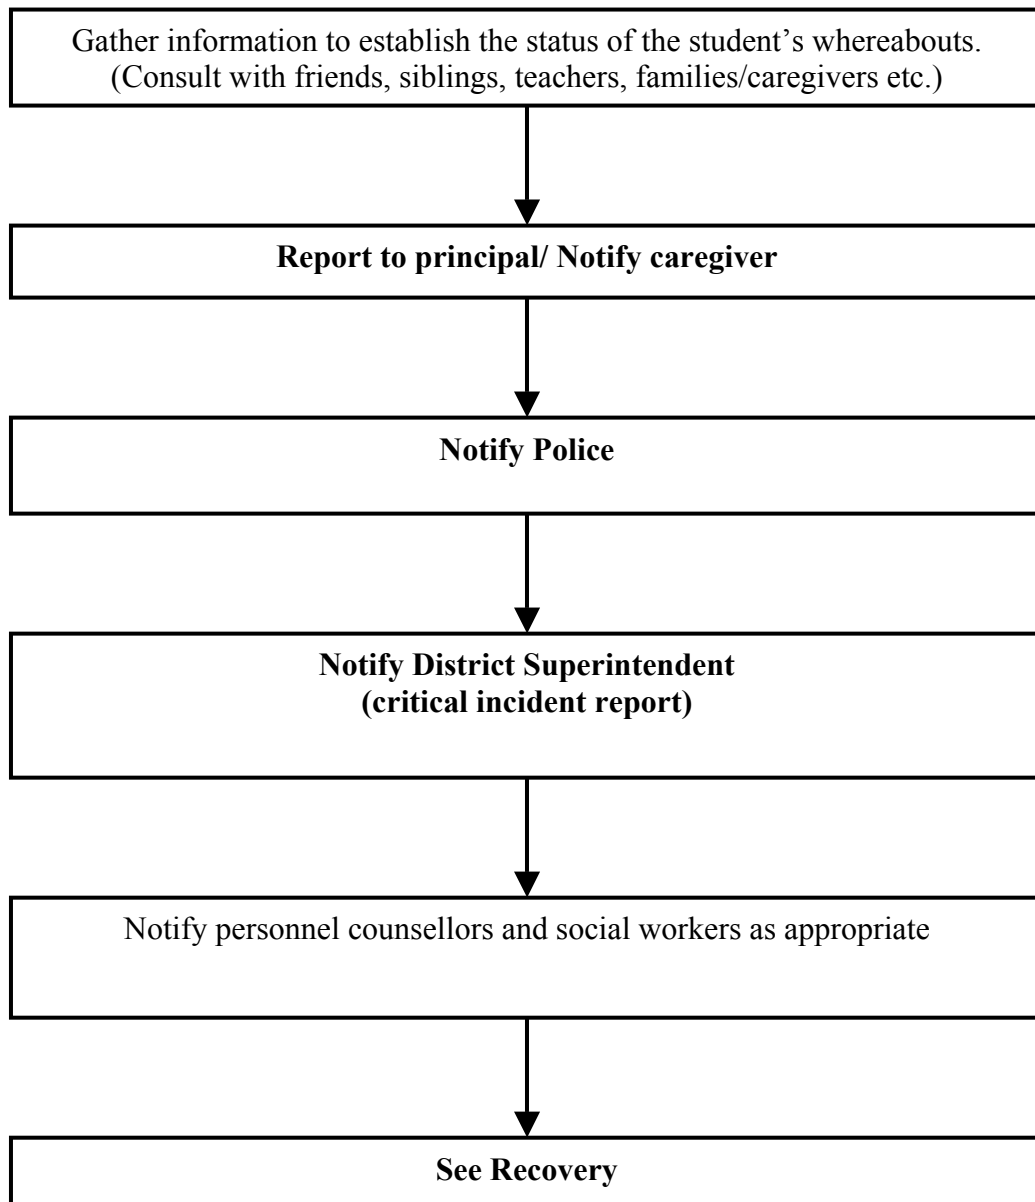 Gather information to establish the status of the student’s whereabouts.
(Consult with friends, siblings, teachers, families/caregivers etc.)
Report to principal/ Notify caregiver
Notify Police
Notify District Superintendent
(critical incident report)
Notify personnel counsellors and social workers as appropriate
See Recovery